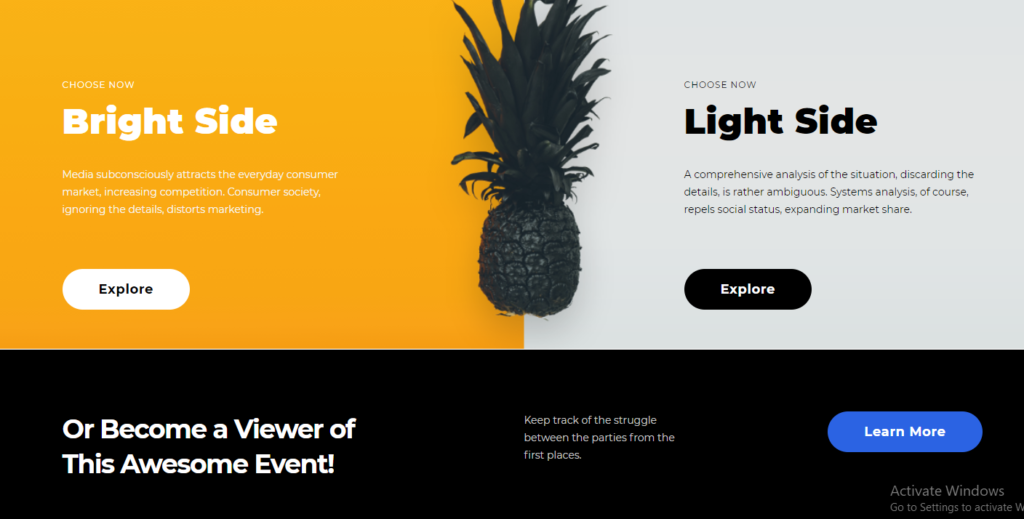 CHOOSE NOW
Bright Side
Media subconsciously attracts the everyday consumer
market, increasing competition. Consumer society,
ignoring the details, distorts marketing.
Explore
CHOOSE NOW
Light Side
A comprehensive analysis of the situation, discarding the
details, is rather ambiguous. Systems analysis, of course,
repels social status, expanding market share.
Explore
Or Become a Viewer of
This Awesome Event!
Keep track of the struggle
between the parties from the
first places.
Learn More
Activate Windows
Go to Settings to activate W